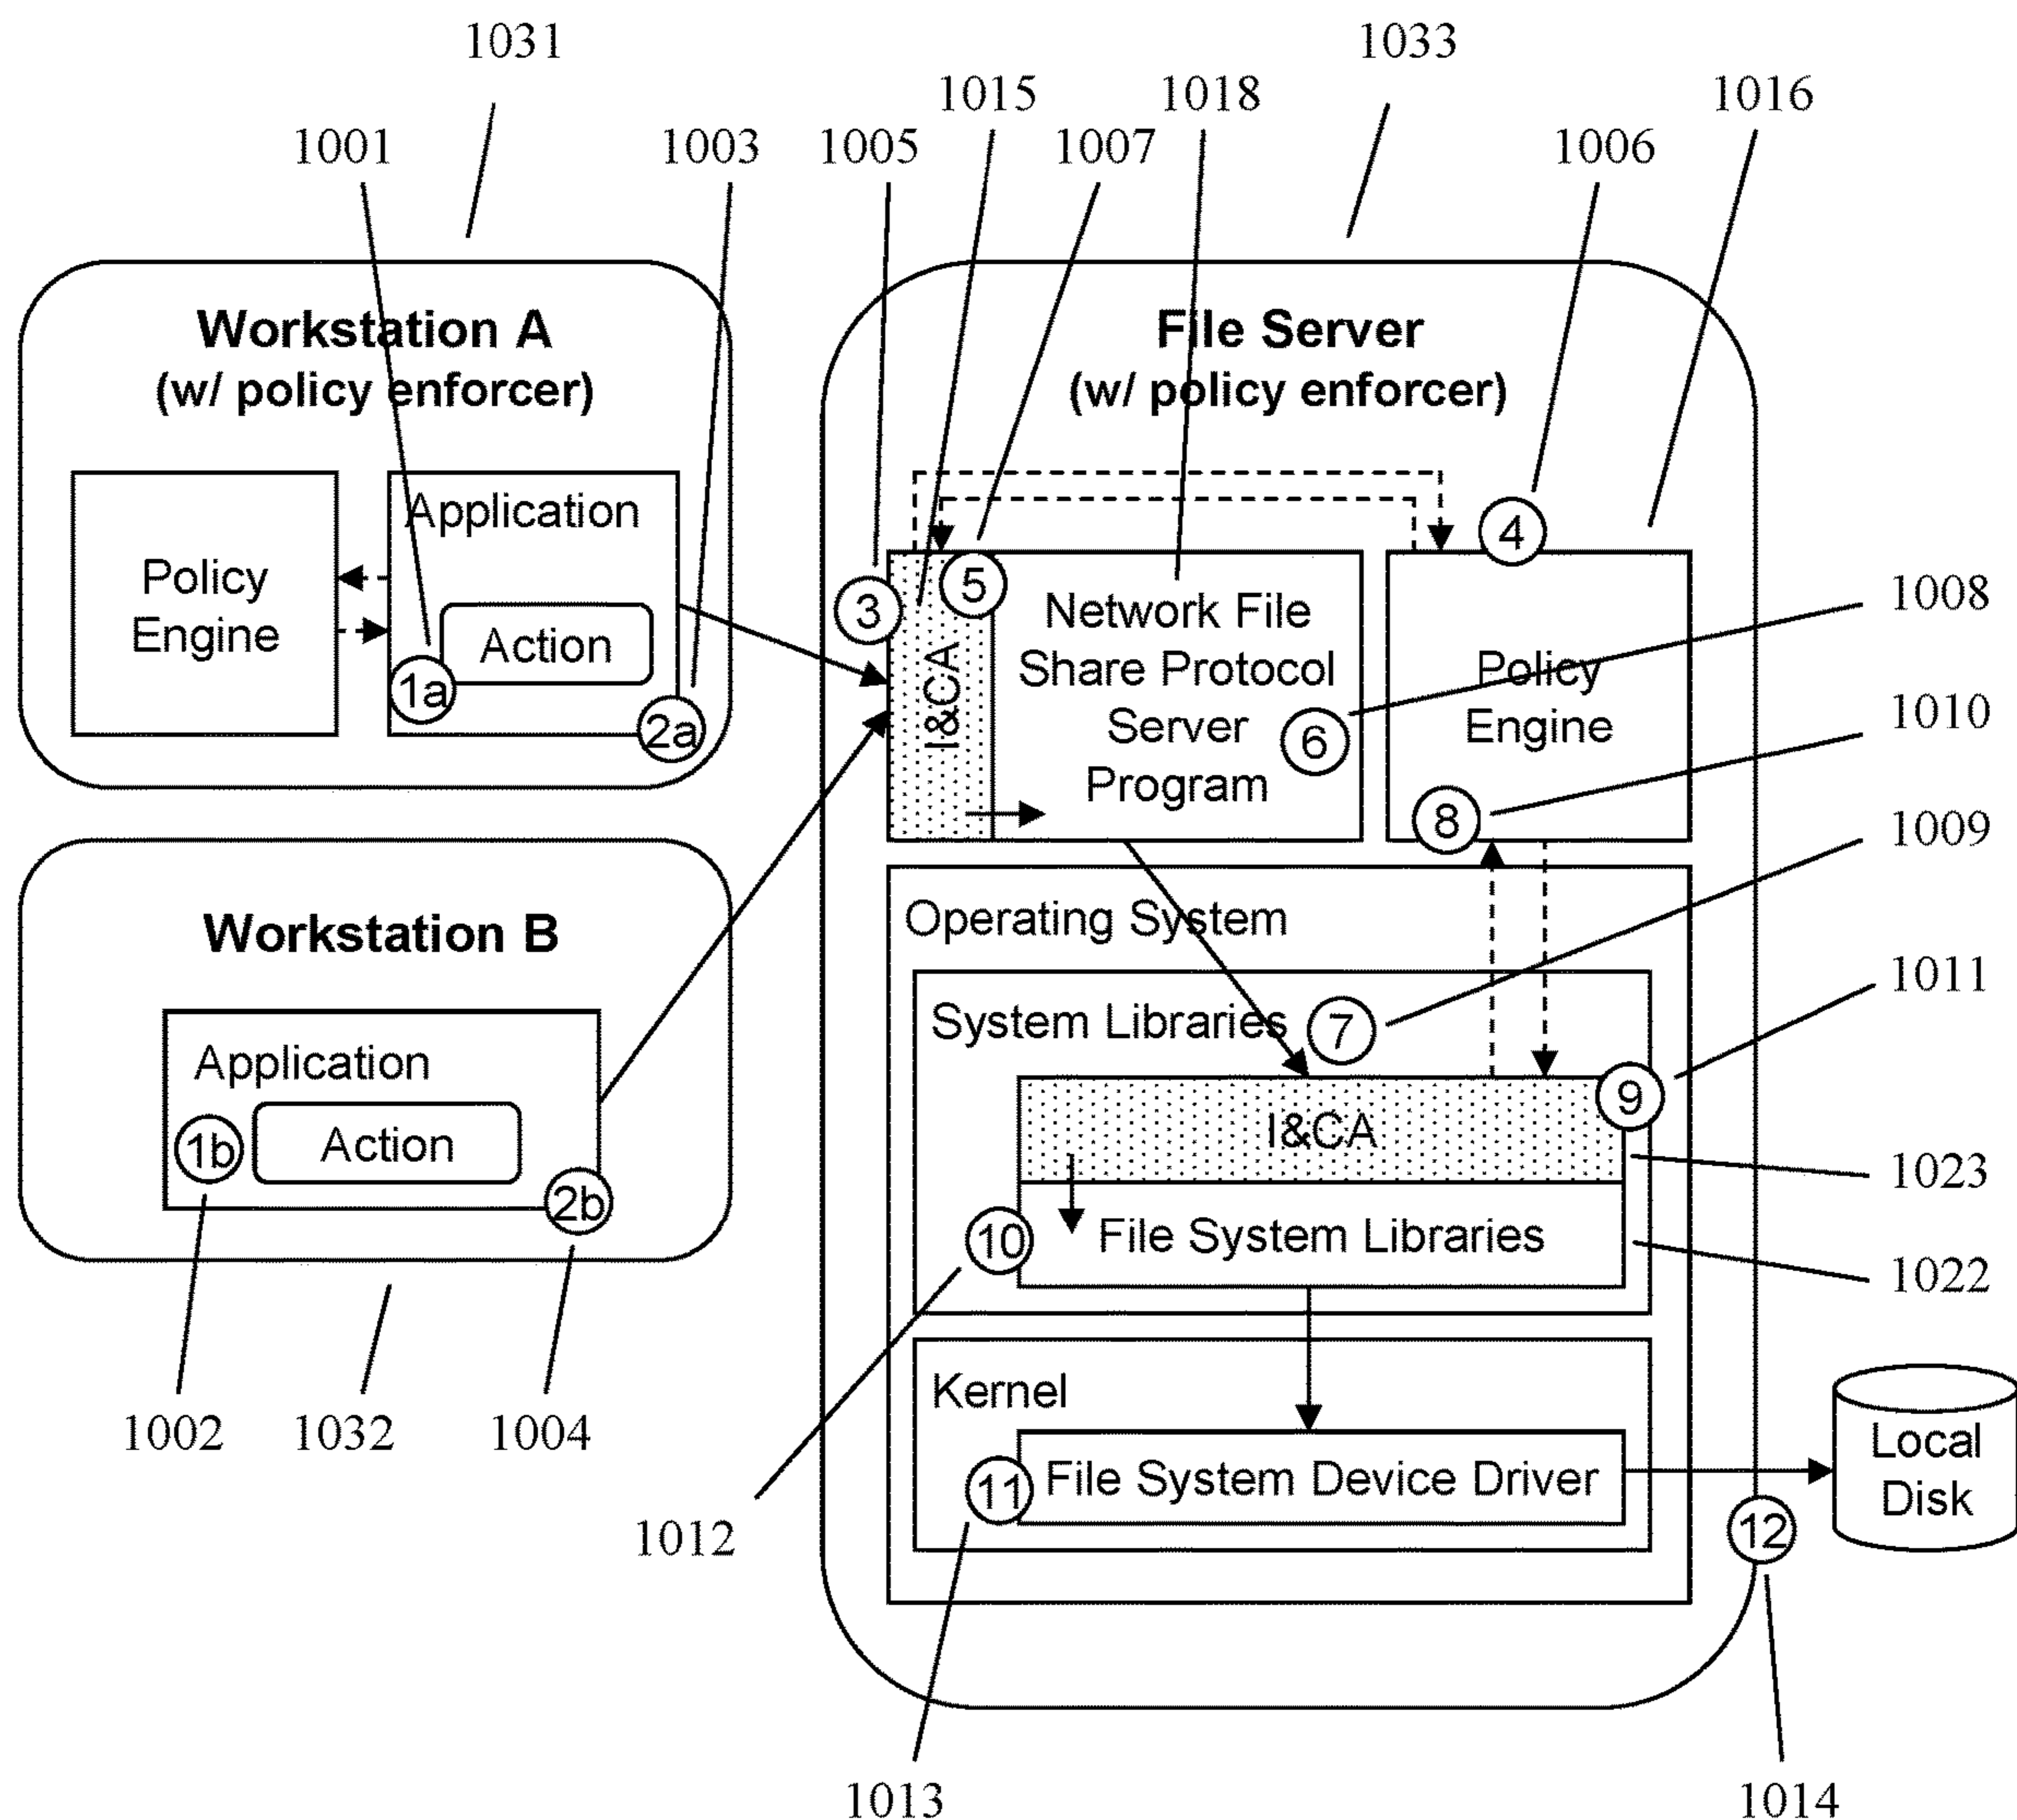 1031
1033
1015
1018
1016
1001
1003
1005
1007
1006
Workstation A
(w/ policy enforcer)
File Server
(w/ policy enforcer)
Policy
Engine
Application
Action
1a
2a
3
5
4
I&CA
Network File
Share Protocol
Server
Program
6
Policy
Engine
8
1008
1010
1009
1011
Workstation B
Application
1b
Action
2b
1002
1032
1004
Operating System
System Libraries
7
I&CA
9
1023
10
File System Libraries
1022
Kernel
11
File System Device Driver
12
Local
Disk
1012
1013
1014